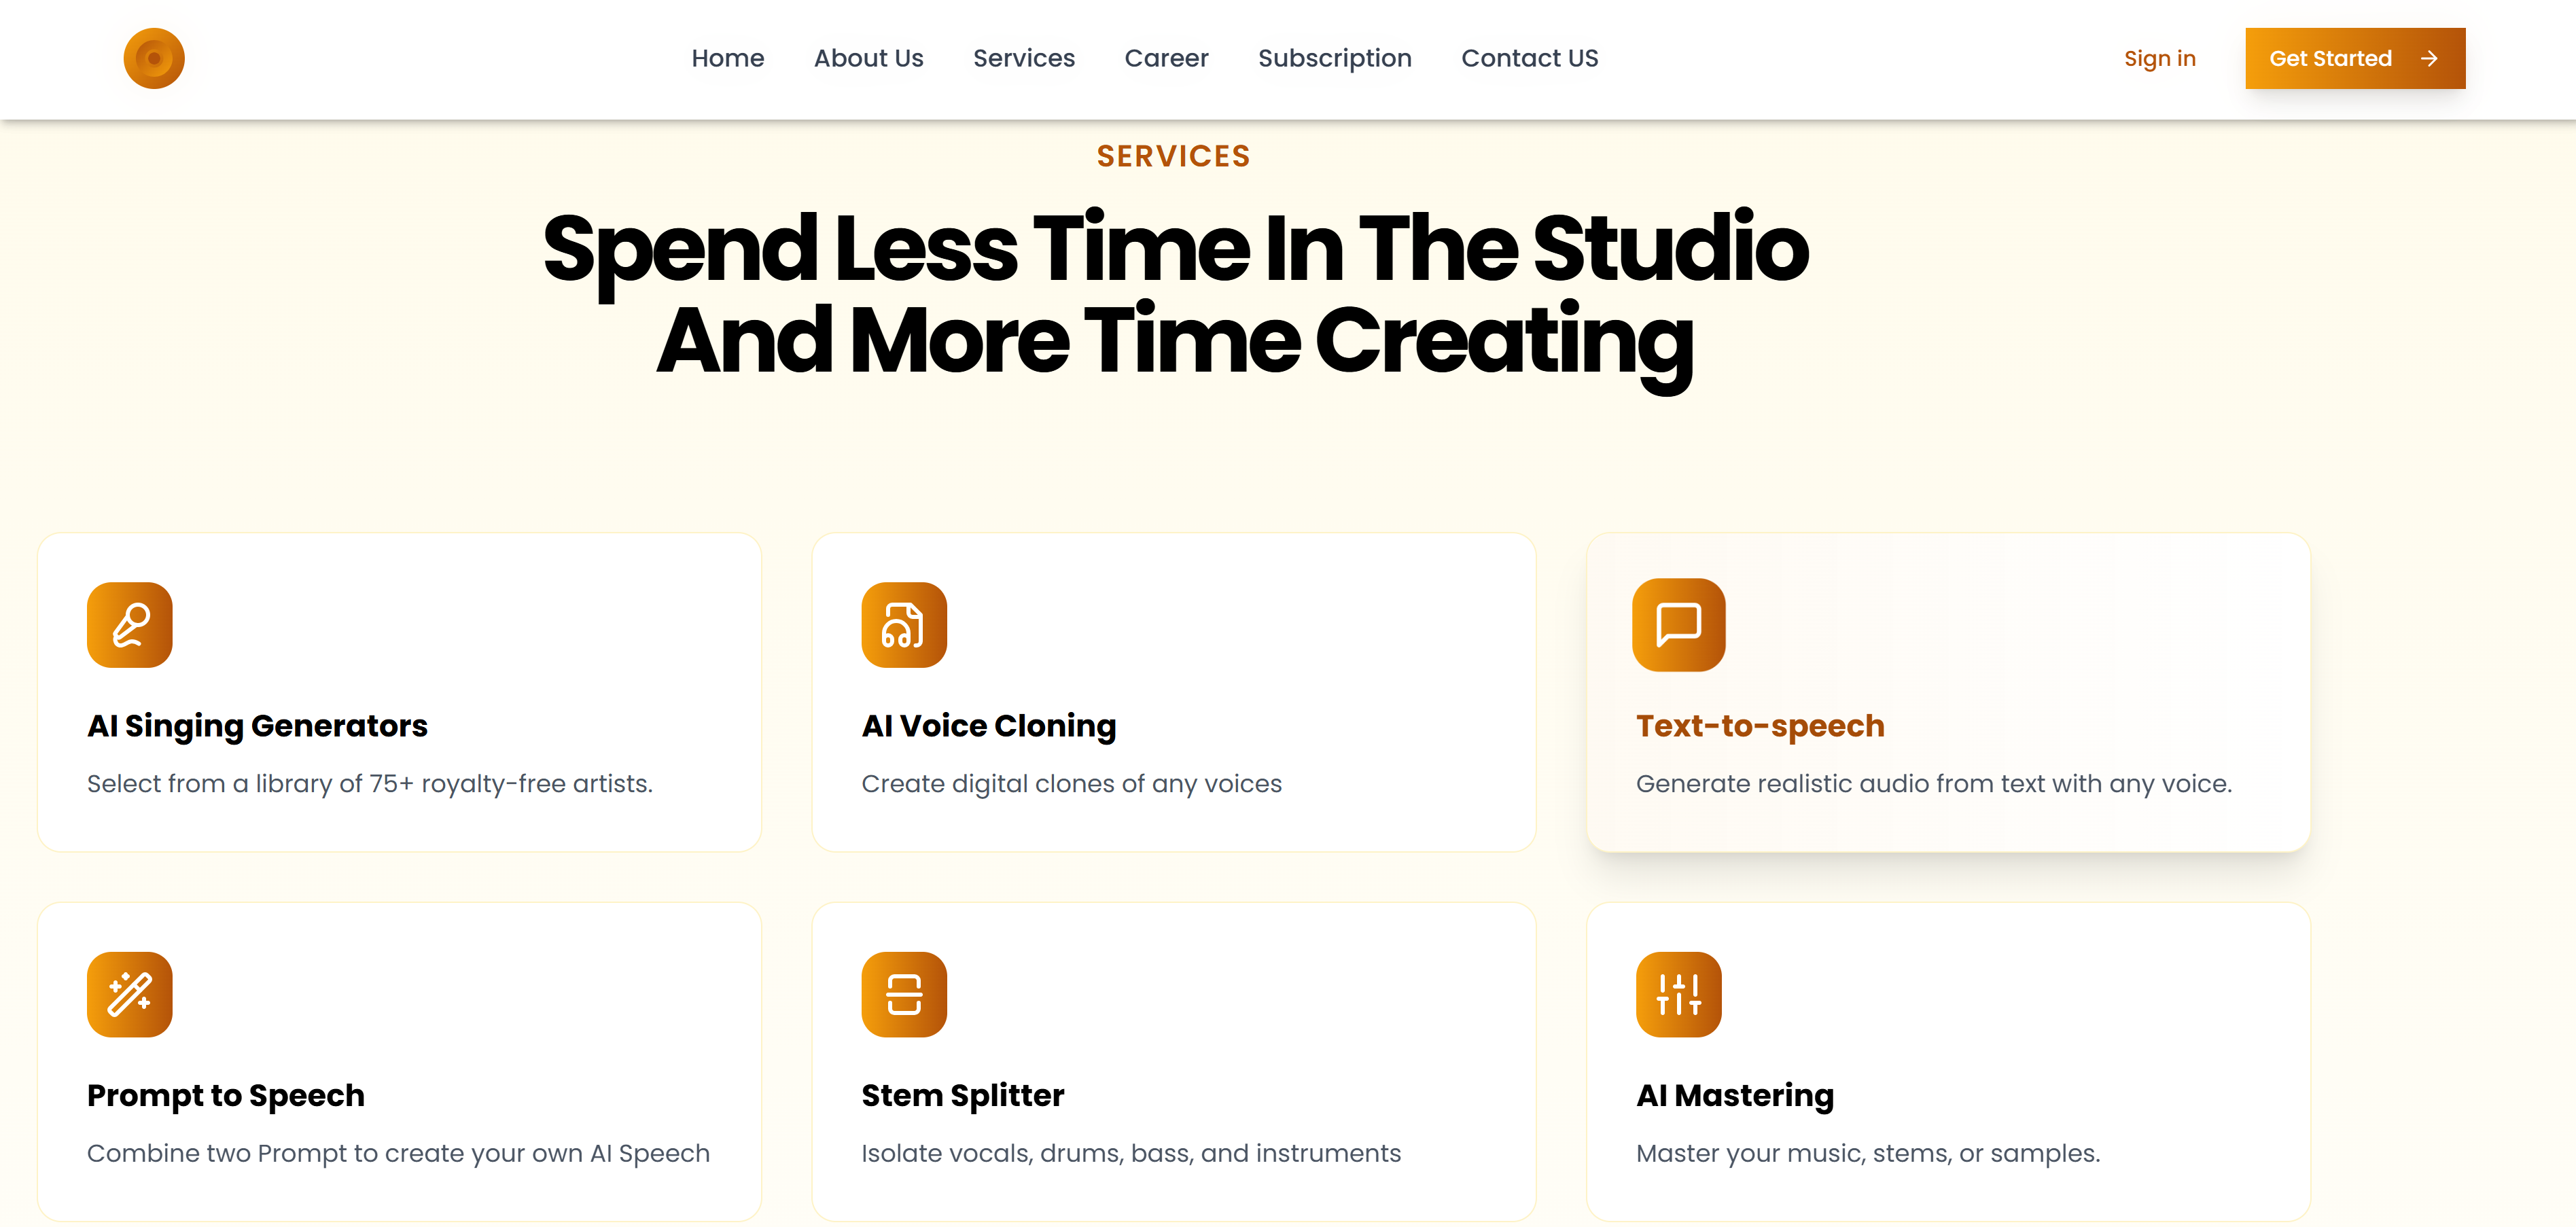 Home About Us Services Career Subscription Contact US Sign in Get Started
SERVICES
Spend Less Time In The Studio
And More Time Creating
AI Singing Generators
Select from a library of 75+ royalty-free artists.
AI Voice Cloning
Create digital clones of any voices
Text-to-speech
Generate realistic audio from text with any voice.
Prompt to Speech
Combine two Prompt to create your own AI Speech
Stem Splitter
Isolate vocals, drums, bass, and instruments
AI Mastering
Master your music, stems, or samples.